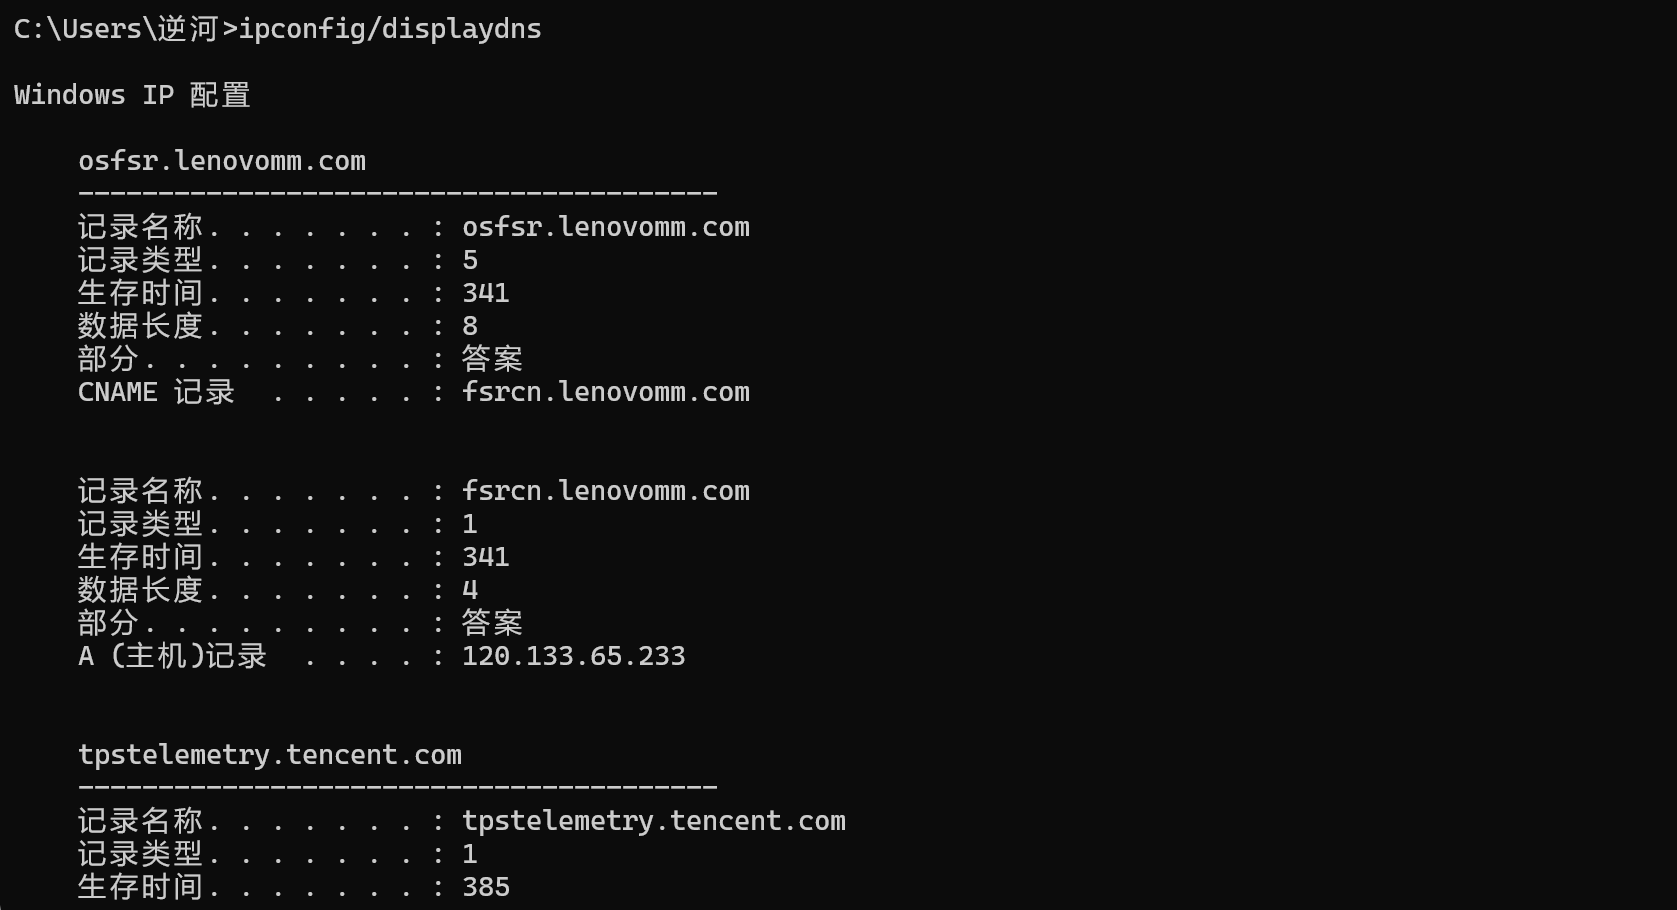 C:\Users\逆河>ipconfig/displaydns
Windows IP 配置
osfsr.lenovomm.com
----------------------------------------
记录名称. . . . . . . : osfsr.lenovomm.com
记录类型. . . . . . . : 5
生存时间. . . . . . . : 341
数据长度. . . . . . . : 8
部分. . . . . . . . . : 答案
CNAME 记录  . . . . . : fsrcn.lenovomm.com
记录名称. . . . . . . : fsrcn.lenovomm.com
记录类型. . . . . . . : 1
生存时间. . . . . . . : 341
数据长度. . . . . . . : 4
部分. . . . . . . . . : 答案
A (主机)记录  . . . . : 120.133.65.233
tpstelemetry.tencent.com
----------------------------------------
记录名称. . . . . . . : tpstelemetry.tencent.com
记录类型. . . . . . . : 1
生存时间. . . . . . . : 385